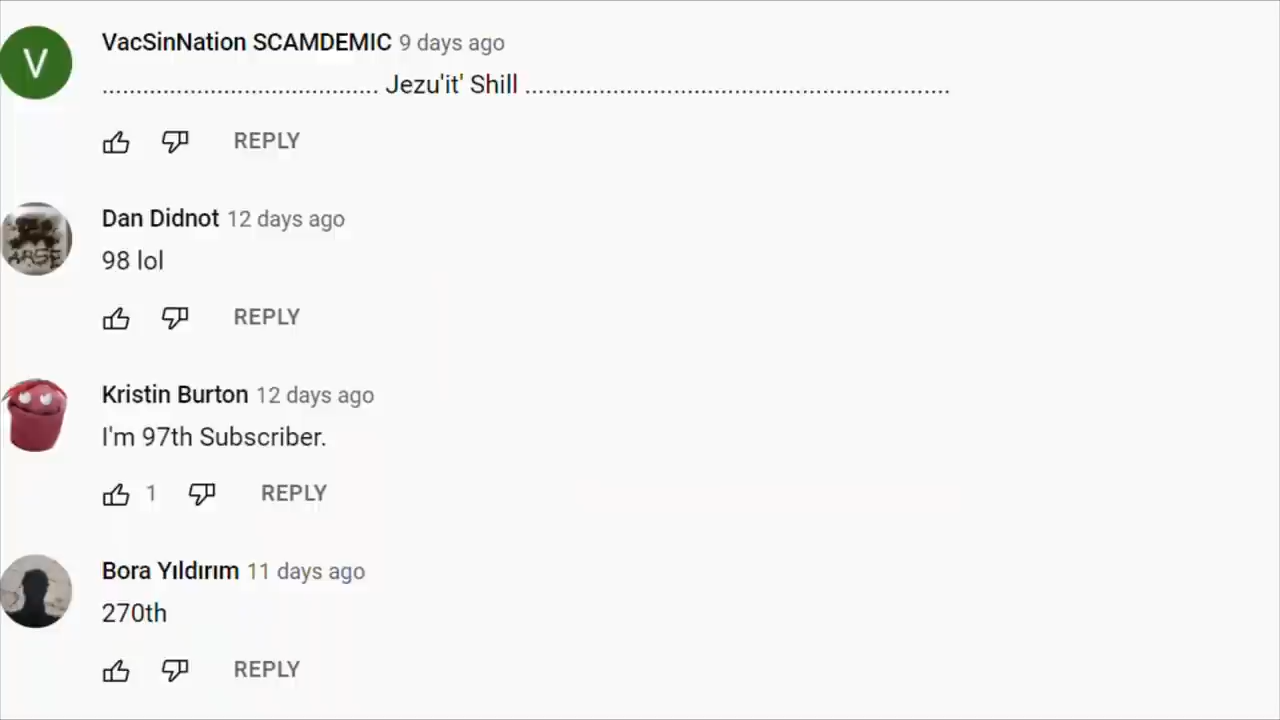 V
VacSinNation SCAMDEMIC 9 days ago
......................................... Jezu'it' Shill ...............................................................
REPLY
Dan Didnot 12 days ago
ARSE
98 lol
REPLY
Kristin Burton 12 days ago
I'm 97th Subscriber.
1 REPLY
Bora Yıldırım 11 days ago
270th
REPLY